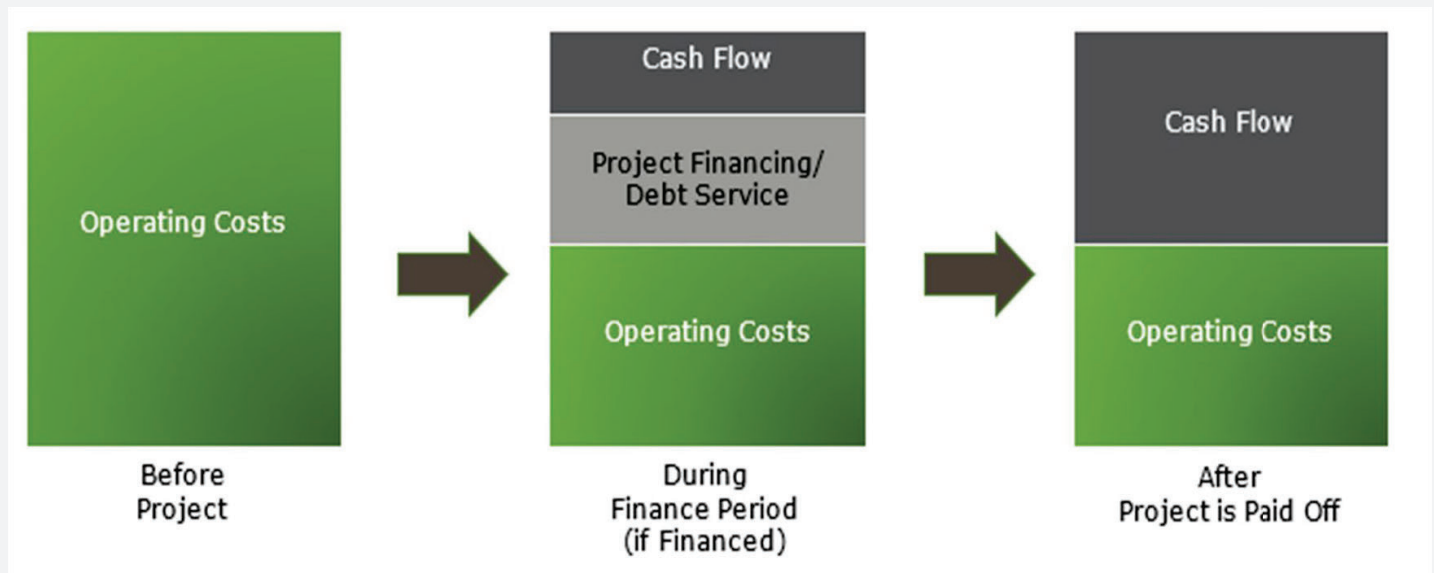 Operating Costs
Before
Project
Cash Flow
Project Financing/
Debt Service
Operating Costs
During
Finance Period
(if Financed)
Cash Flow
Operating Costs
After
Project is Paid Off